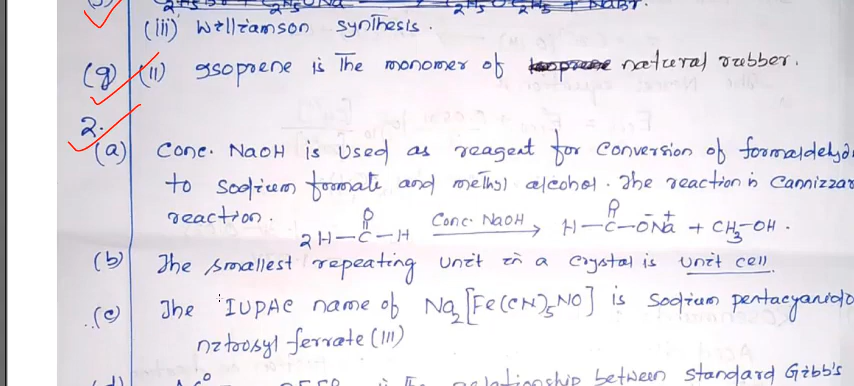 (iii) Williamson synthesis.
(g) (ii) Isoprene is The monomer of natural rubber.
2.
(a) Conc. NaOH is Used as reagent for conversion of formaldehyd
to Sodium formate and methyl alcohol. The reaction is Cannizzar
reaction.
2H-C-H Conc. NaOH H-C-ONa + CH3-OH.
(b) The smallest repeating unit in a crystal is unit cell.
(c) The IUPAC name of Na2[Fe(CN)5NO] is Sodium pentacyanido
nitrosyl ferrate (III)
relationship between standard Gibb's